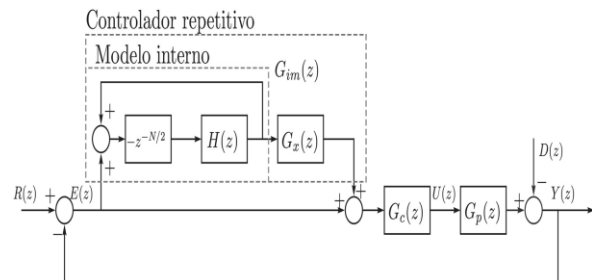 Controlador repetitivo
Modelo interno
G_{im}(z)
+
-z^{-N/2}
H(z)
G_x(z)
+
D(z)
R(z)
+
E(z)
+
+
G_c(z)
U(z)
G_p(z)
+
−
Y(z)
−